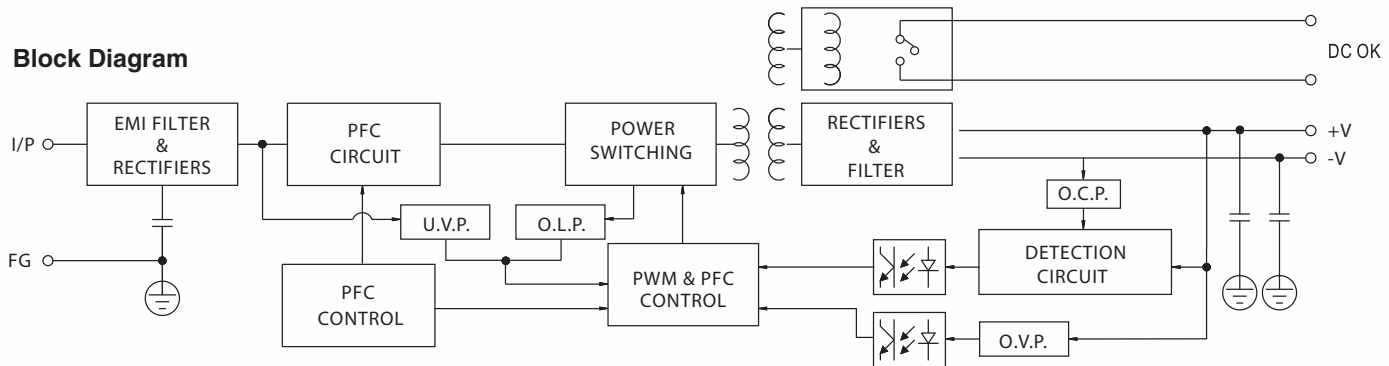 Block Diagram
DC OK
I/P
EMI FILTER
&
RECTIFIERS
PFC
CIRCUIT
POWER
SWITCHING
RECTIFIERS
&
FILTER
+V
-V
O.C.P.
U.V.P.
O.L.P.
FG
PFC
CONTROL
PWM & PFC
CONTROL
DETECTION
CIRCUIT
O.V.P.